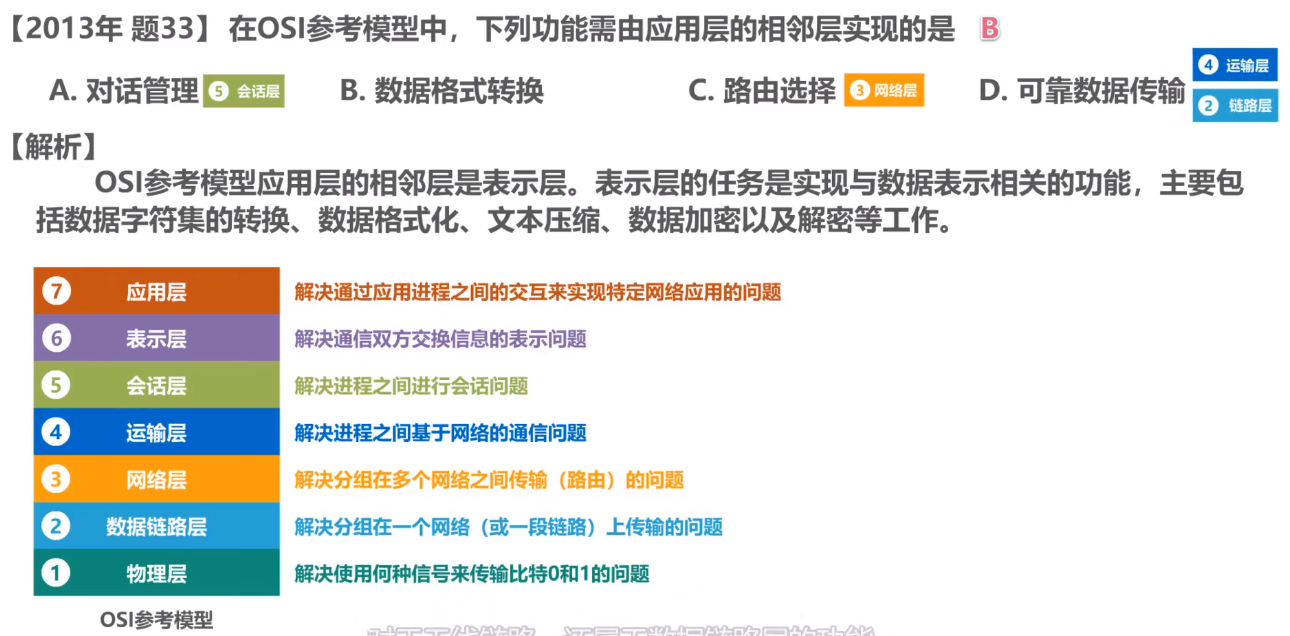 【2013年 题33】 在OSI参考模型中，下列功能需由应用层的相邻层实现的是 B
A. 对话管理 5 会话层 B. 数据格式转换 C. 路由选择 3 网络层 D. 可靠数据传输 4 运输层 2 链路层
【解析】
OSI参考模型应用层的相邻层是表示层。表示层的任务是实现与数据表示相关的功能，主要包
括数据字符集的转换、数据格式化、文本压缩、数据加密以及解密等工作。
7 应用层 解决通过应用进程之间的交互来实现特定网络应用的问题
6 表示层 解决通信双方交换信息的表示问题
5 会话层 解决进程之间进行会话问题
4 运输层 解决进程之间基于网络的通信问题
3 网络层 解决分组在多个网络之间传输（路由）的问题
2 数据链路层 解决分组在一个网络（或一段链路）上传输的问题
1 物理层 解决使用何种信号来传输比特0和1的问题
OSI参考模型